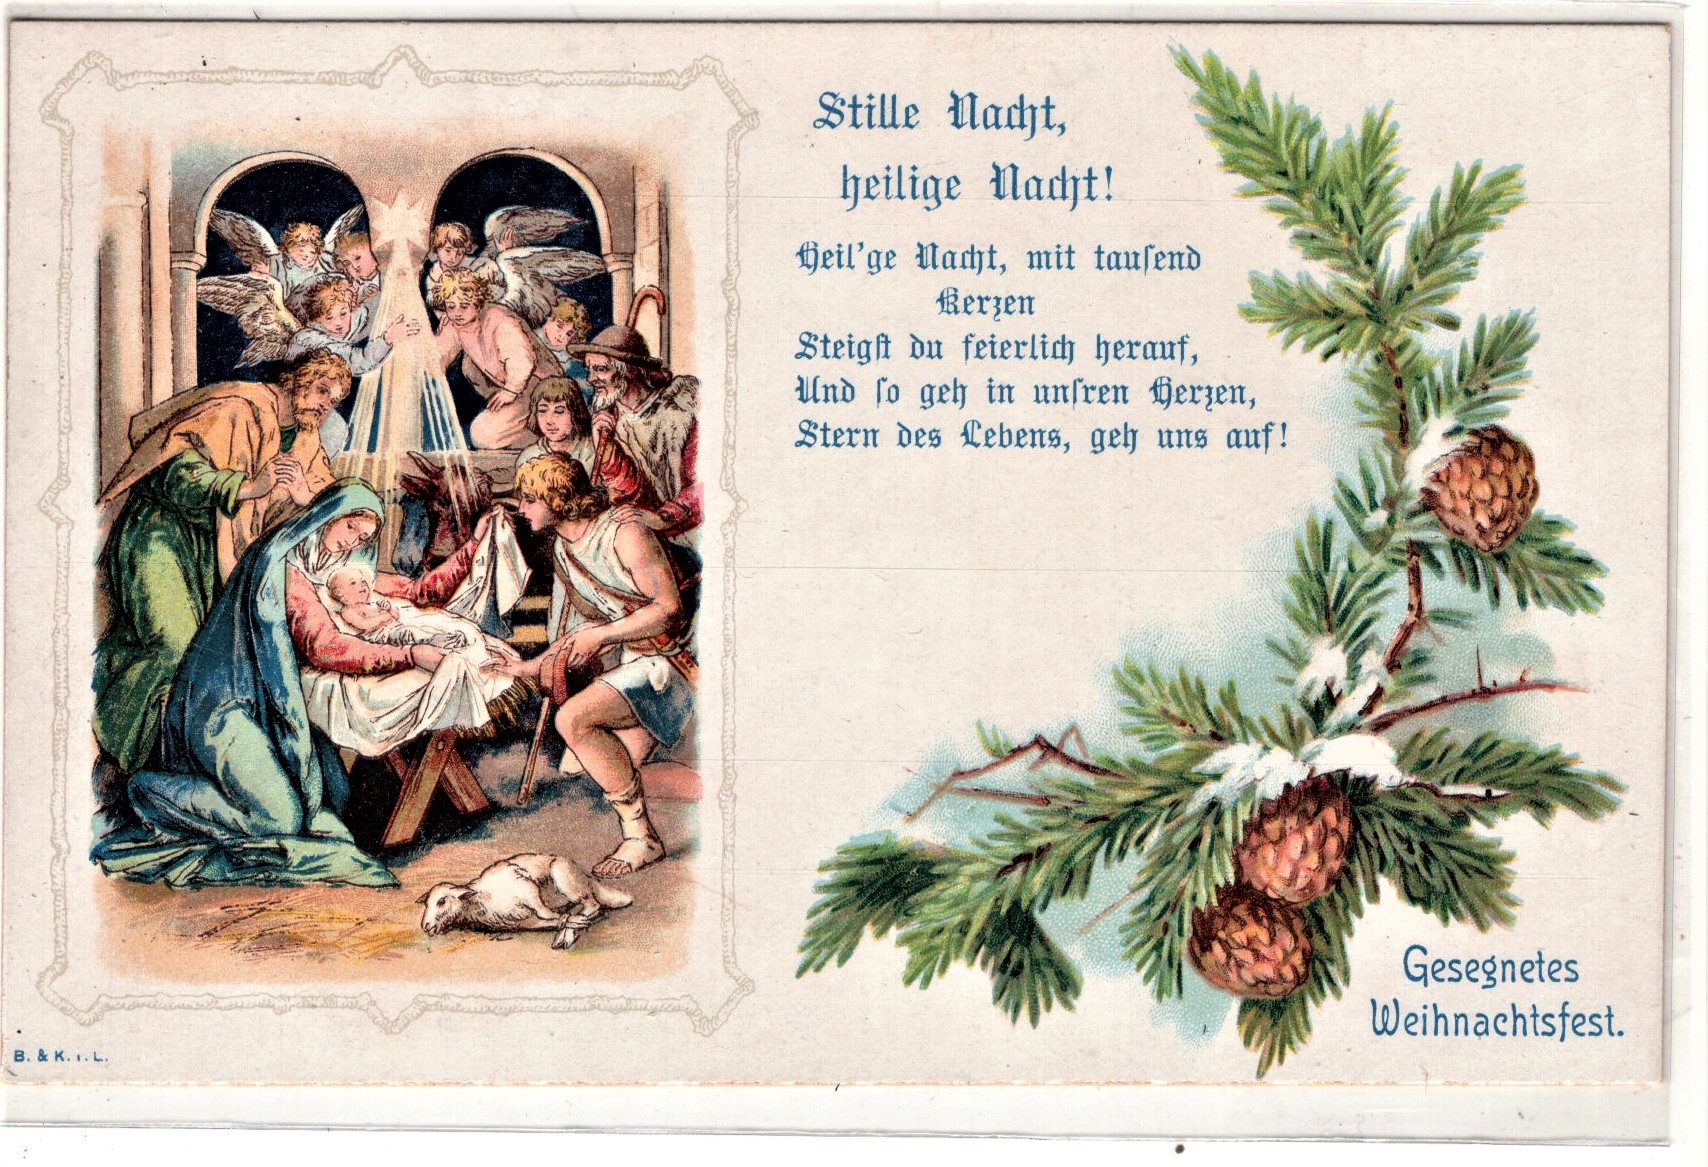 Stille Nacht,
heilige Nacht!
Heil'ge Nacht, mit tausend
Kerzen
Steigst du feierlich herauf,
Und so geh in unsren Herzen,
Stern des Lebens, geh uns auf!
Gesegnetes
Weihnachtsfest.
B. & K. i. L.